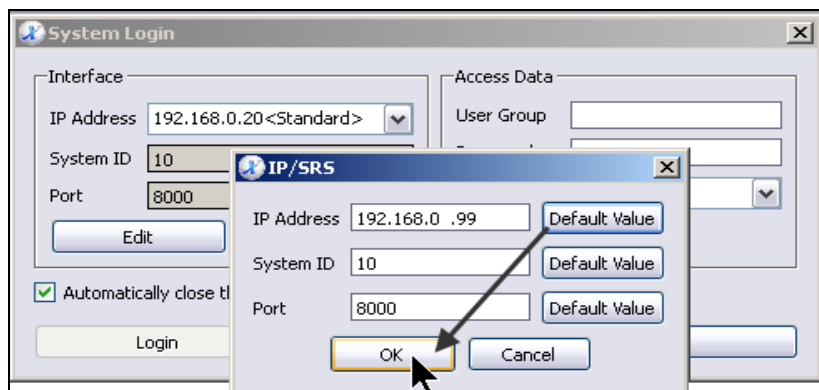 System Login
Interface
IP Address 192.168.0.20<Standard>
System ID 10
Port 8000
Edit
Access Data
User Group
Automatically close
Login
IP/SRS
IP Address 192.168.0 .99 Default Value
System ID 10 Default Value
Port 8000 Default Value
OK Cancel